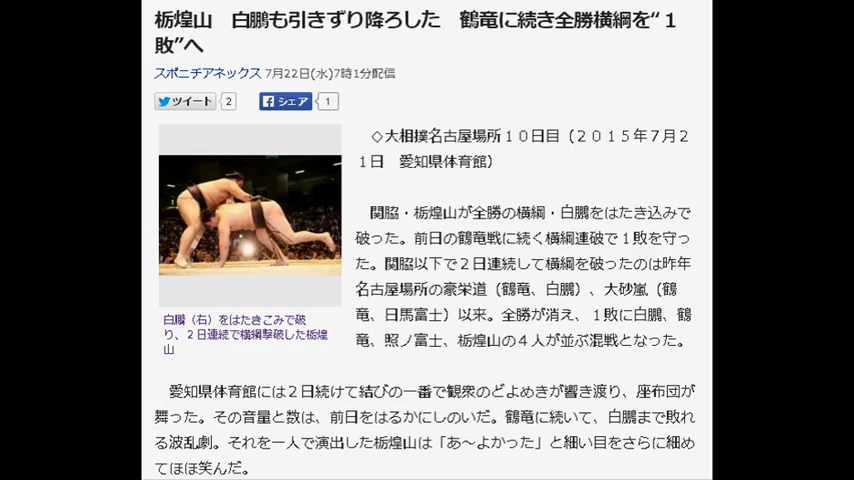 栃煌山　白鵬も引きずり降ろした　鶴竜に続き全勝横綱を“１
敗”へ
スポニチアネックス 7月22日(水)7時1分配信
ツイート 2 シェア 1
◇大相撲名古屋場所１０日目（２０１５年７月２
１日　愛知県体育館）
関脇・栃煌山が全勝の横綱・白鵬をはたき込みで
破った。前日の鶴竜戦に続く横綱連破で１敗を守っ
た。関脇以下で２日連続して横綱を破ったのは昨年
名古屋場所の豪栄道（鶴竜、白鵬）、大砂嵐（鶴
竜、日馬富士）以来。全勝が消え、１敗に白鵬、鶴
竜、照ノ富士、栃煌山の４人が並ぶ混戦となった。
白鵬（右）をはたきこみで破
り、２日連続で横綱撃破した栃煌
山
愛知県体育館には２日続けて結びの一番で観衆のどよめきが響き渡り、座布団が
舞った。その音量と数は、前日をはるかにしのいだ。鶴竜に続いて、白鵬まで敗れ
る波乱劇。それを一人で演出した栃煌山は「あ～よかった」と細い目をさらに細め
てほほ笑んだ。